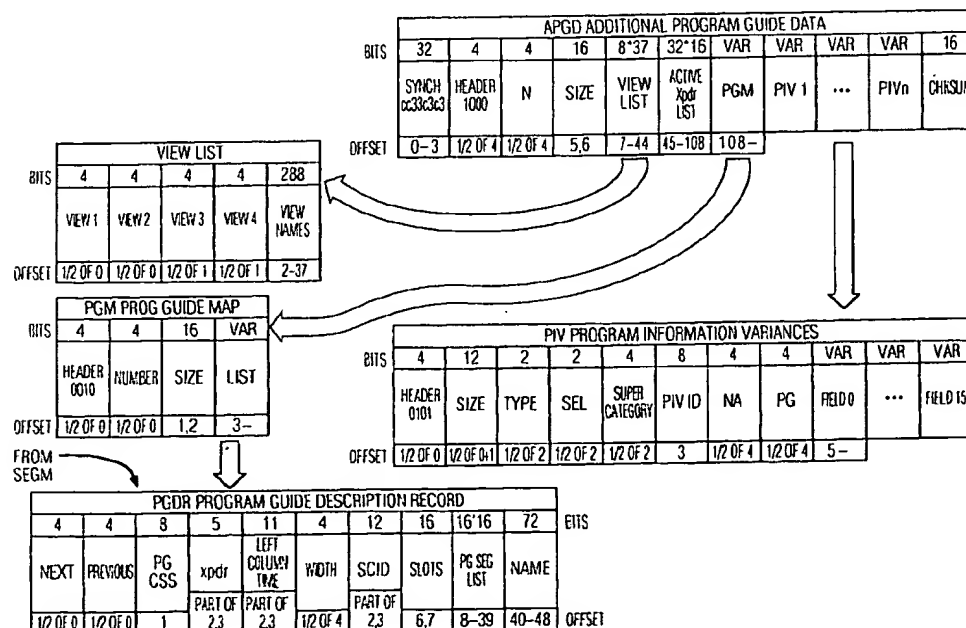 APGD ADDITIONAL PROGRAM GUIDE DATA
BITS 32 4 4 16 8*37 32*16 VAR VAR VAR VAR 16
SYNCH cc33c3c3 HEADER 1000 N SIZE VIEW LIST ACTIVE Xpdr LIST PGM PIV 1 ... PIVn CHKSUM
OFFSET 0-3 1/2 OF 4 1/2 OF 4 5,6 7-44 45-108 108-
VIEW LIST
BITS 4 4 4 4 288
VIEW 1 VIEW 2 VIEW 3 VIEW 4 VIEW NAMES
OFFSET 1/2 OF 0 1/2 OF 0 1/2 OF 1 1/2 OF 1 2-37
PGM PROG GUIDE MAP
BITS 4 4 16 VAR
HEADER 0010 NUMBER SIZE LIST
OFFSET 1/2 OF 0 1/2 OF 0 1,2 3-
PIV PROGRAM INFORMATION VARIANCES
BITS 4 12 2 2 4 8 4 4 VAR VAR VAR
HEADER 0101 SIZE TYPE SEL SUPER CATEGORY PIV ID NA PG FIELD 0 ... FIELD 15
OFFSET 1/2 OF 0 1/2 OF 0+1 1/2 OF 2 1/2 OF 2 1/2 OF 2 3 1/2 OF 4 1/2 OF 4 5-
FROM SEGM
PGDR PROGRAM GUIDE DESCRIPTION RECORD
4 4 8 5 11 4 12 16 16*16 72 BITS
NEXT PREVIOUS PG CSS xpdr LEFT COLUMN TIME WIDTH SCID SLOTS PG SEG LIST NAME
1/2 OF 0 1/2 OF 0 1 PART OF 2,3 PART OF 2,3 1/2 OF 4 PART OF 2,3 6,7 8-39 40-48 OFFSET